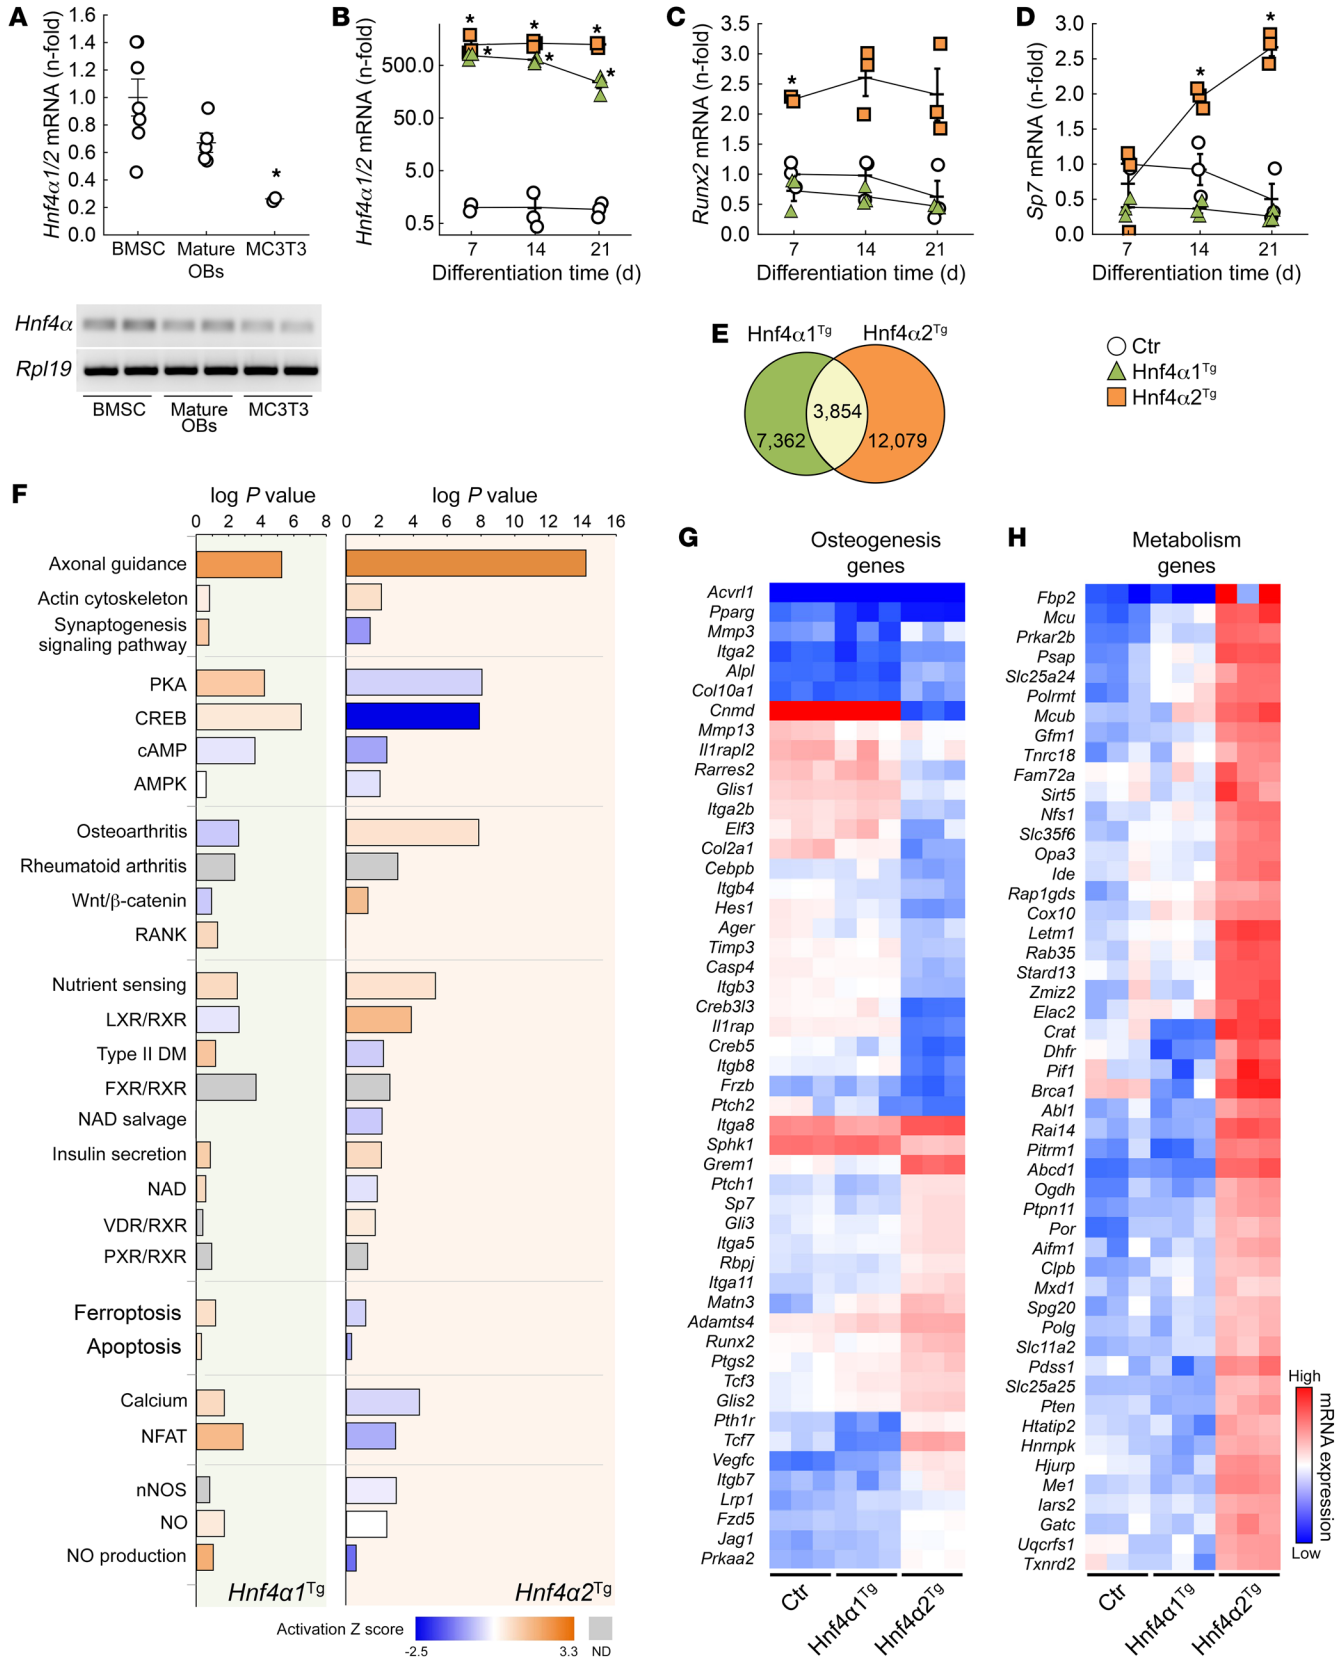 A
Hnf4α1/2 mRNA (n-fold)
1.6
1.4
1.2
1.0
0.8
0.6
0.4
0.2
0.0
*
BMSC
Mature
OBs
MC3T3
Hnf4α
Rpl19
BMSC
Mature
OBs
MC3T3
B
Hnf4α1/2 mRNA (n-fold)
500.0
50.0
5.0
0.5
* * *
* * *
7 14 21
Differentiation time (d)
C
Runx2 mRNA (n-fold)
3.5
3.0
2.5
2.0
1.5
1.0
0.5
0.0
*
7 14 21
Differentiation time (d)
D
Sp7 mRNA (n-fold)
3.0
2.5
2.0
1.5
1.0
0.5
0.0
* *
7 14 21
Differentiation time (d)
E
Hnf4α1Tg
Hnf4α2Tg
7,362
3,854
12,079
Ctr
Hnf4α1Tg
Hnf4α2Tg
F
log P value
0 2 4 6 8
log P value
0 2 4 6 8 10 12 14 16
Axonal guidance
Actin cytoskeleton
Synaptogenesis
signaling pathway
PKA
CREB
cAMP
AMPK
Osteoarthritis
Rheumatoid arthritis
Wnt/β-catenin
RANK
Nutrient sensing
LXR/RXR
Type II DM
FXR/RXR
NAD salvage
Insulin secretion
NAD
VDR/RXR
PXR/RXR
Ferroptosis
Apoptosis
Calcium
NFAT
nNOS
NO
NO production
Hnf4α1Tg
Hnf4α2Tg
Activation Z score
-2.5
3.3
ND
G
Osteogenesis
genes
Acvrl1
Pparg
Mmp3
Itga2
Alpl
Col10a1
Cnmd
Mmp13
Il1rapl2
Rarres2
Glis1
Itga2b
Elf3
Col2a1
Cebpb
Itgb4
Hes1
Ager
Timp3
Casp4
Itgb3
Creb3l3
Il1rap
Creb5
Itgb8
Frzb
Ptch2
Itga8
Sphk1
Grem1
Ptch1
Sp7
Gli3
Itga5
Rbpj
Itga11
Matn3
Adamts4
Runx2
Ptgs2
Tcf3
Glis2
Pth1r
Tcf7
Vegfc
Itgb7
Lrp1
Fzd5
Jag1
Prkaa2
Ctr
Hnf4α1Tg
Hnf4α2Tg
H
Metabolism
genes
Fbp2
Mcu
Prkar2b
Psap
Slc25a24
Polrmt
Mcub
Gfm1
Tnrc18
Fam72a
Sirt5
Nfs1
Slc35f6
Opa3
Ide
Rap1gds
Cox10
Letm1
Rab35
Stard13
Zmiz2
Elac2
Crat
Dhfr
Pif1
Brca1
Abl1
Rai14
Pitrm1
Abcd1
Ogdh
Ptpn11
Por
Aifm1
Clpb
Mxd1
Spg20
Polg
Slc11a2
Pdss1
Slc25a25
Pten
Htatip2
Hnrnpk
Hjurp
Me1
Iars2
Gatc
Uqcrfs1
Txnrd2
Ctr
Hnf4α1Tg
Hnf4α2Tg
High
mRNA expression
Low